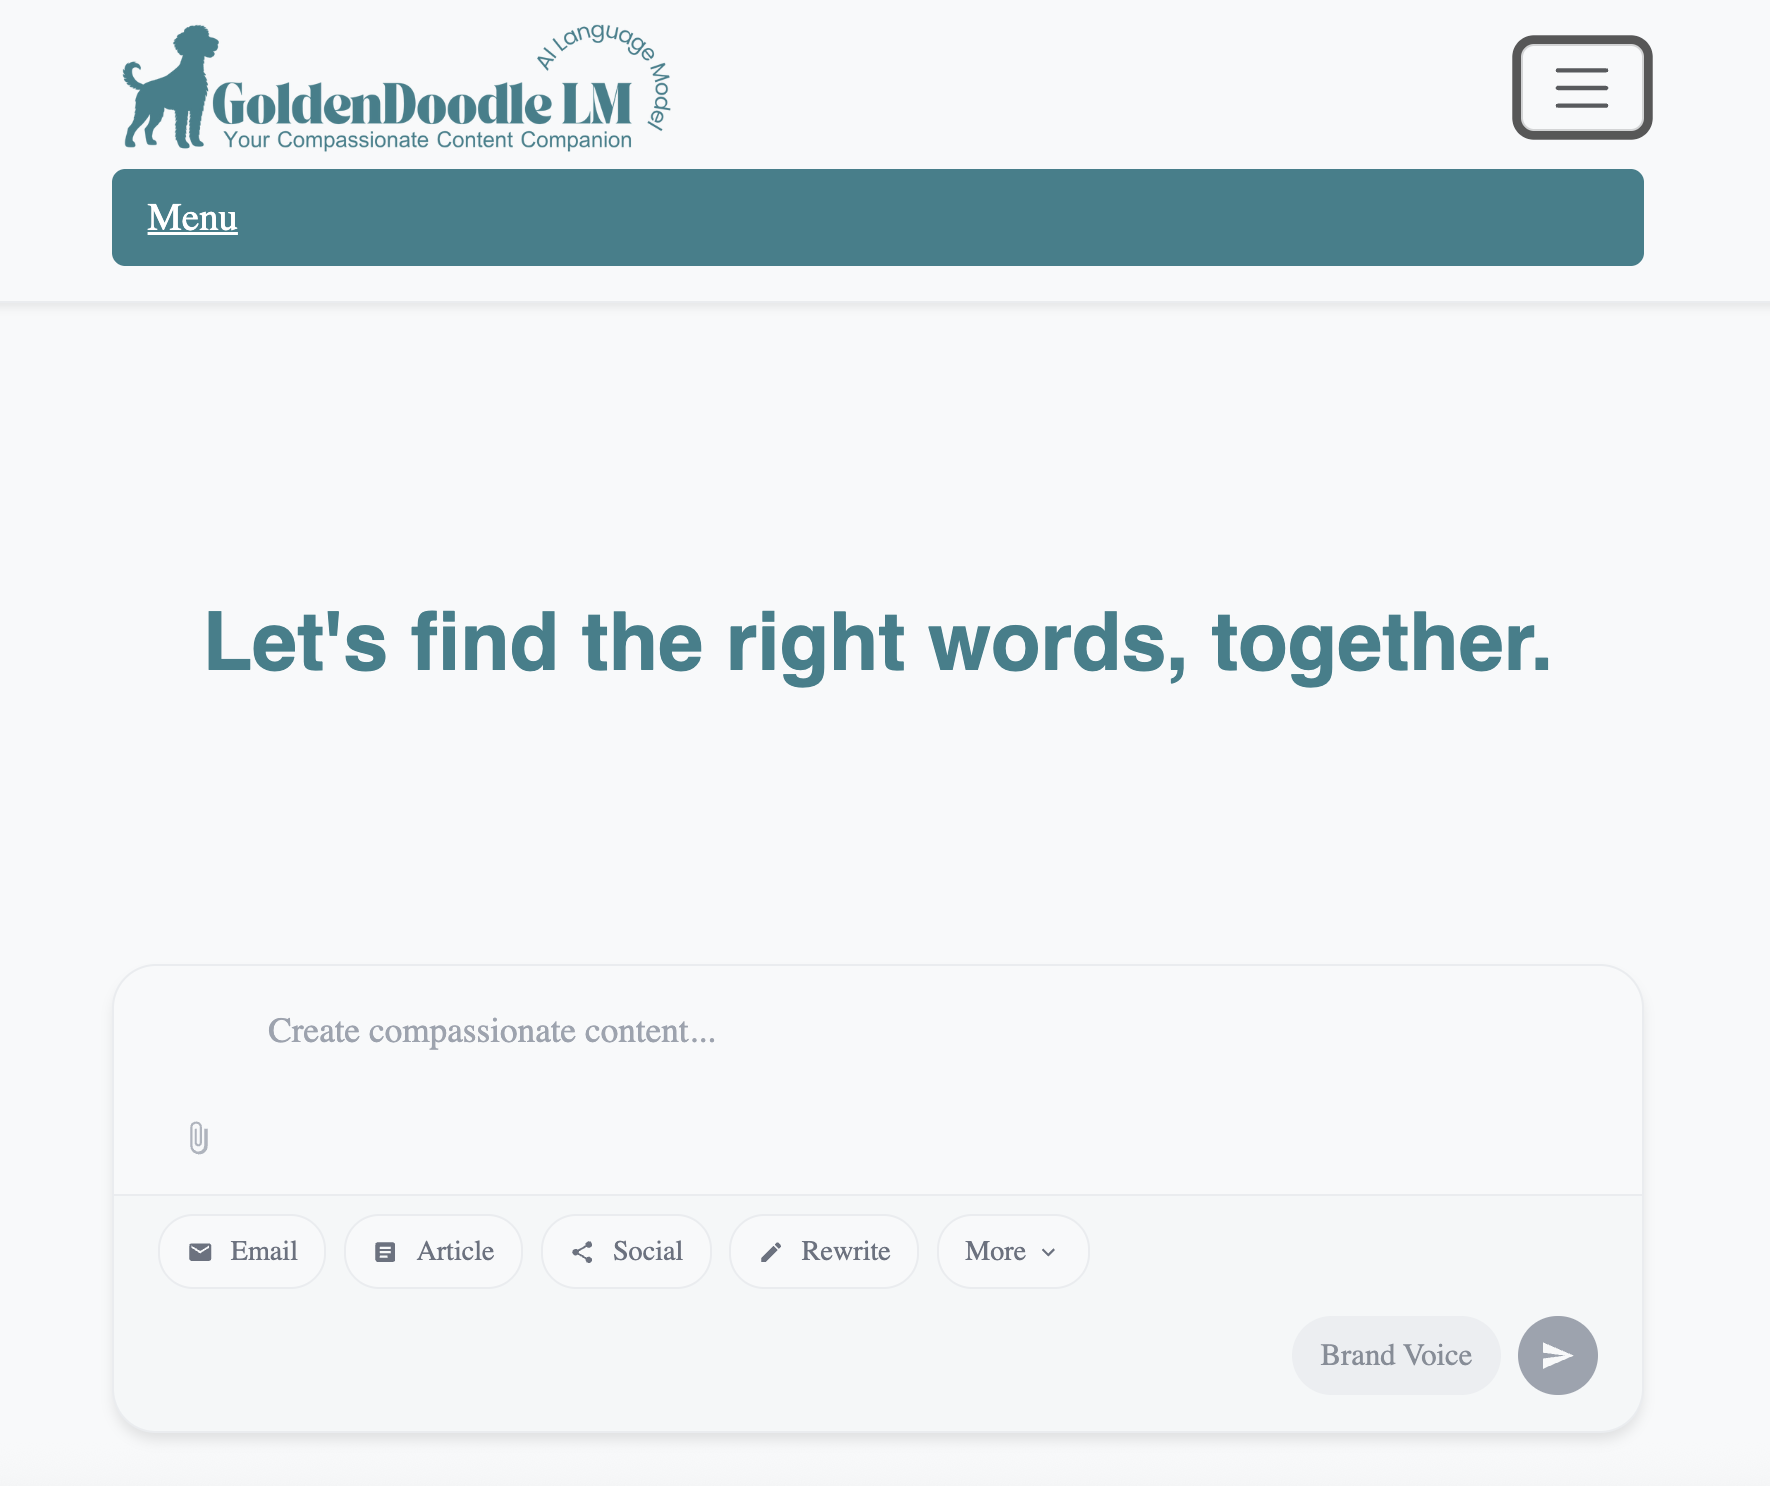 AI Language Model
GoldenDoodle LM
Your Compassionate Content Companion
Menu
Let's find the right words, together.
Create compassionate content...
Email
Article
Social
Rewrite
More
Brand Voice